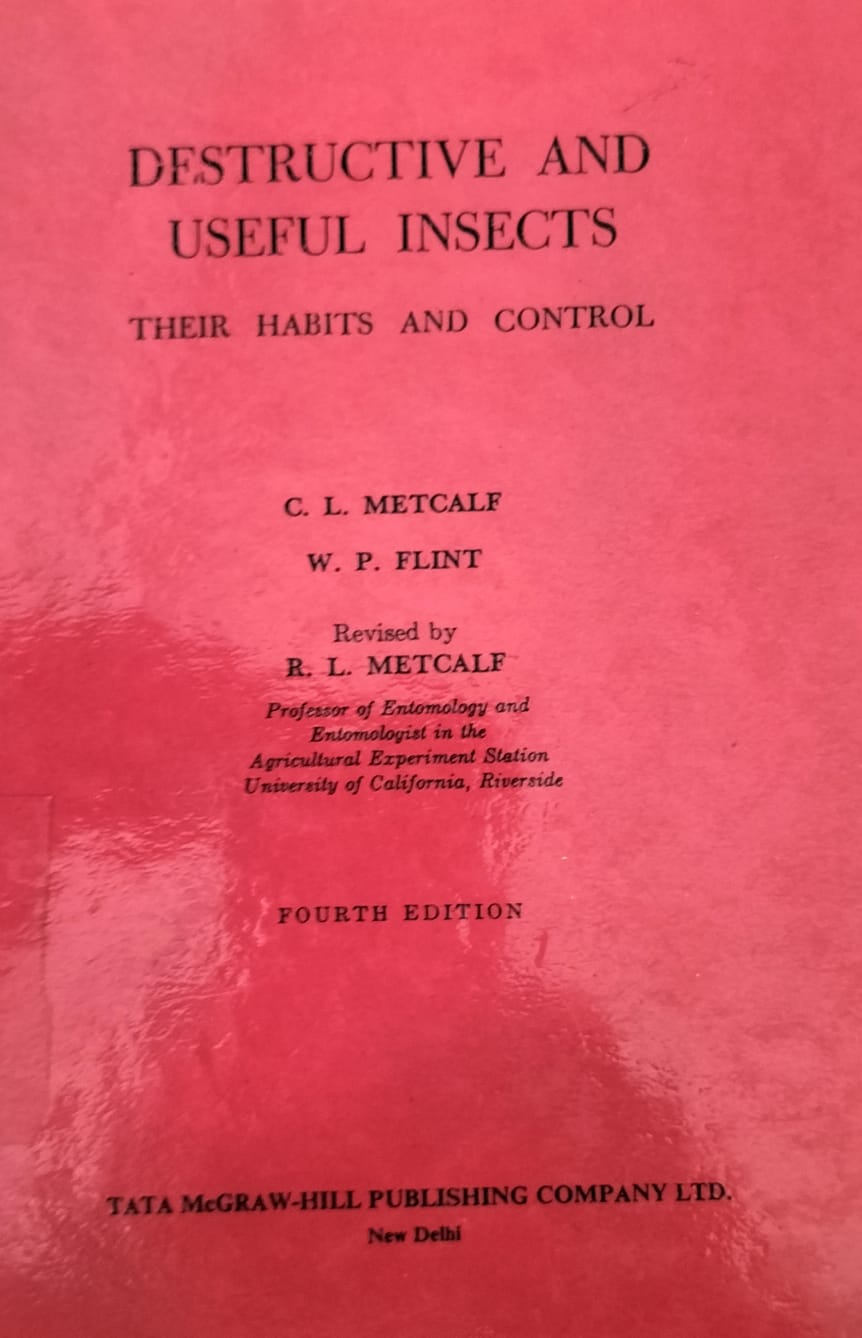 DESTRUCTIVE AND
USEFUL INSECTS
THEIR HABITS AND CONTROL
C. L. METCALF
W. P. FLINT
Revised by
R. L. METCALF
Professor of Entomology and
Entomologist in the
Agricultural Experiment Station
University of California, Riverside
FOURTH EDITION
TATA McGRAW-HILL PUBLISHING COMPANY LTD.
New Delhi